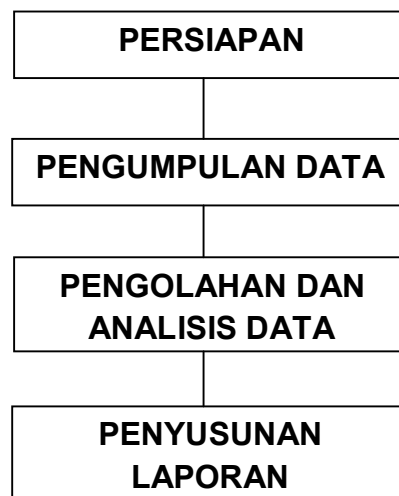 PERSIAPAN
PENGUMPULAN DATA
PENGOLAHAN DAN
ANALISIS DATA
PENYUSUNAN
LAPORAN